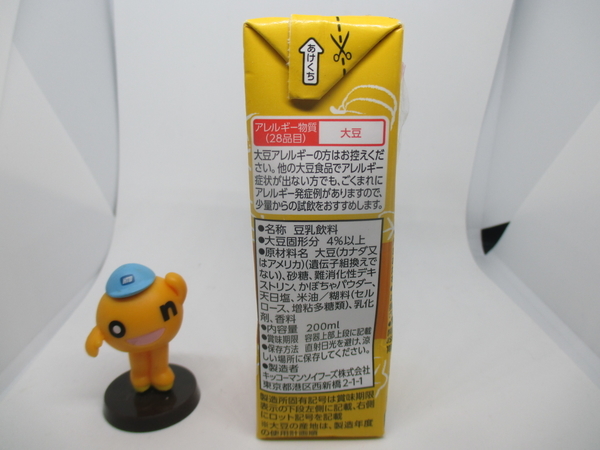 あけくち
アレルギー物質
(28品目)
大豆
大豆アレルギーの方はお控えくだ
さい。他の大豆食品でアレルギー
症状が出ない方でも、ごくまれに
アレルギー発症例がありますので、
少量からの試飲をおすすめします。
●名称 豆乳飲料
●大豆固形分 4%以上
●原材料名 大豆(カナダ又
はアメリカ)(遺伝子組換えで
ない)、砂糖、難消化性デキ
ストリン、かぼちゃパウダー、
天日塩、米油/糊料(セル
ロース、増粘多糖類)、乳化
剤、香料
●内容量 200ml
●賞味期限 容器上部上段に記載
●保存方法 直射日光を避け、涼
しい場所に保存してください。
●製造者
キッコーマンソイフーズ株式会社
東京都港区西新橋2-1-1
製造所固有記号は賞味期限
表示の下段左側に記載、右側
にロット記号を記載
※大豆の産地は、製造年度
の使用計画順
on